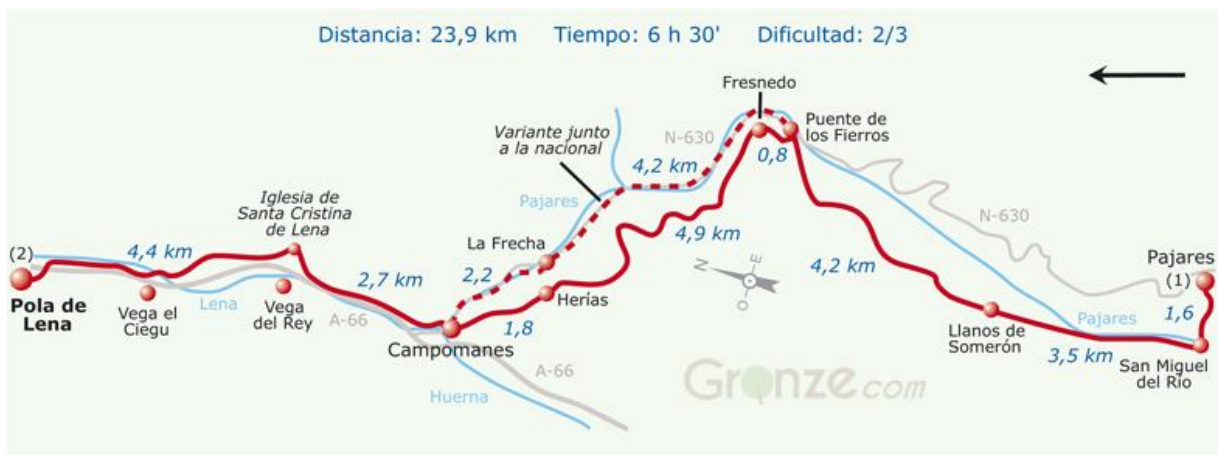 Distancia: 23,9 km Tiempo: 6 h 30' Dificultad: 2/3
Fresnedo
Puente de
los Fierros
Variante junto
a la nacional
N-630
4,2 km
0,8
Pajares
Iglesia de
Santa Cristina
de Lena
La Frecha
4,9 km
N-630
(2)
4,4 km
2,7 km
2,2
N
E
O
4,2 km
Pajares
(1)
Pola de
Lena
Vega el
Ciegu
Lena
Vega
del Rey
A-66
Herías
1,8
Campomanes
Llanos de
Somerón
Pajares
1,6
3,5 km
San Miguel
del Río
A-66
Huerna
Gronze.com